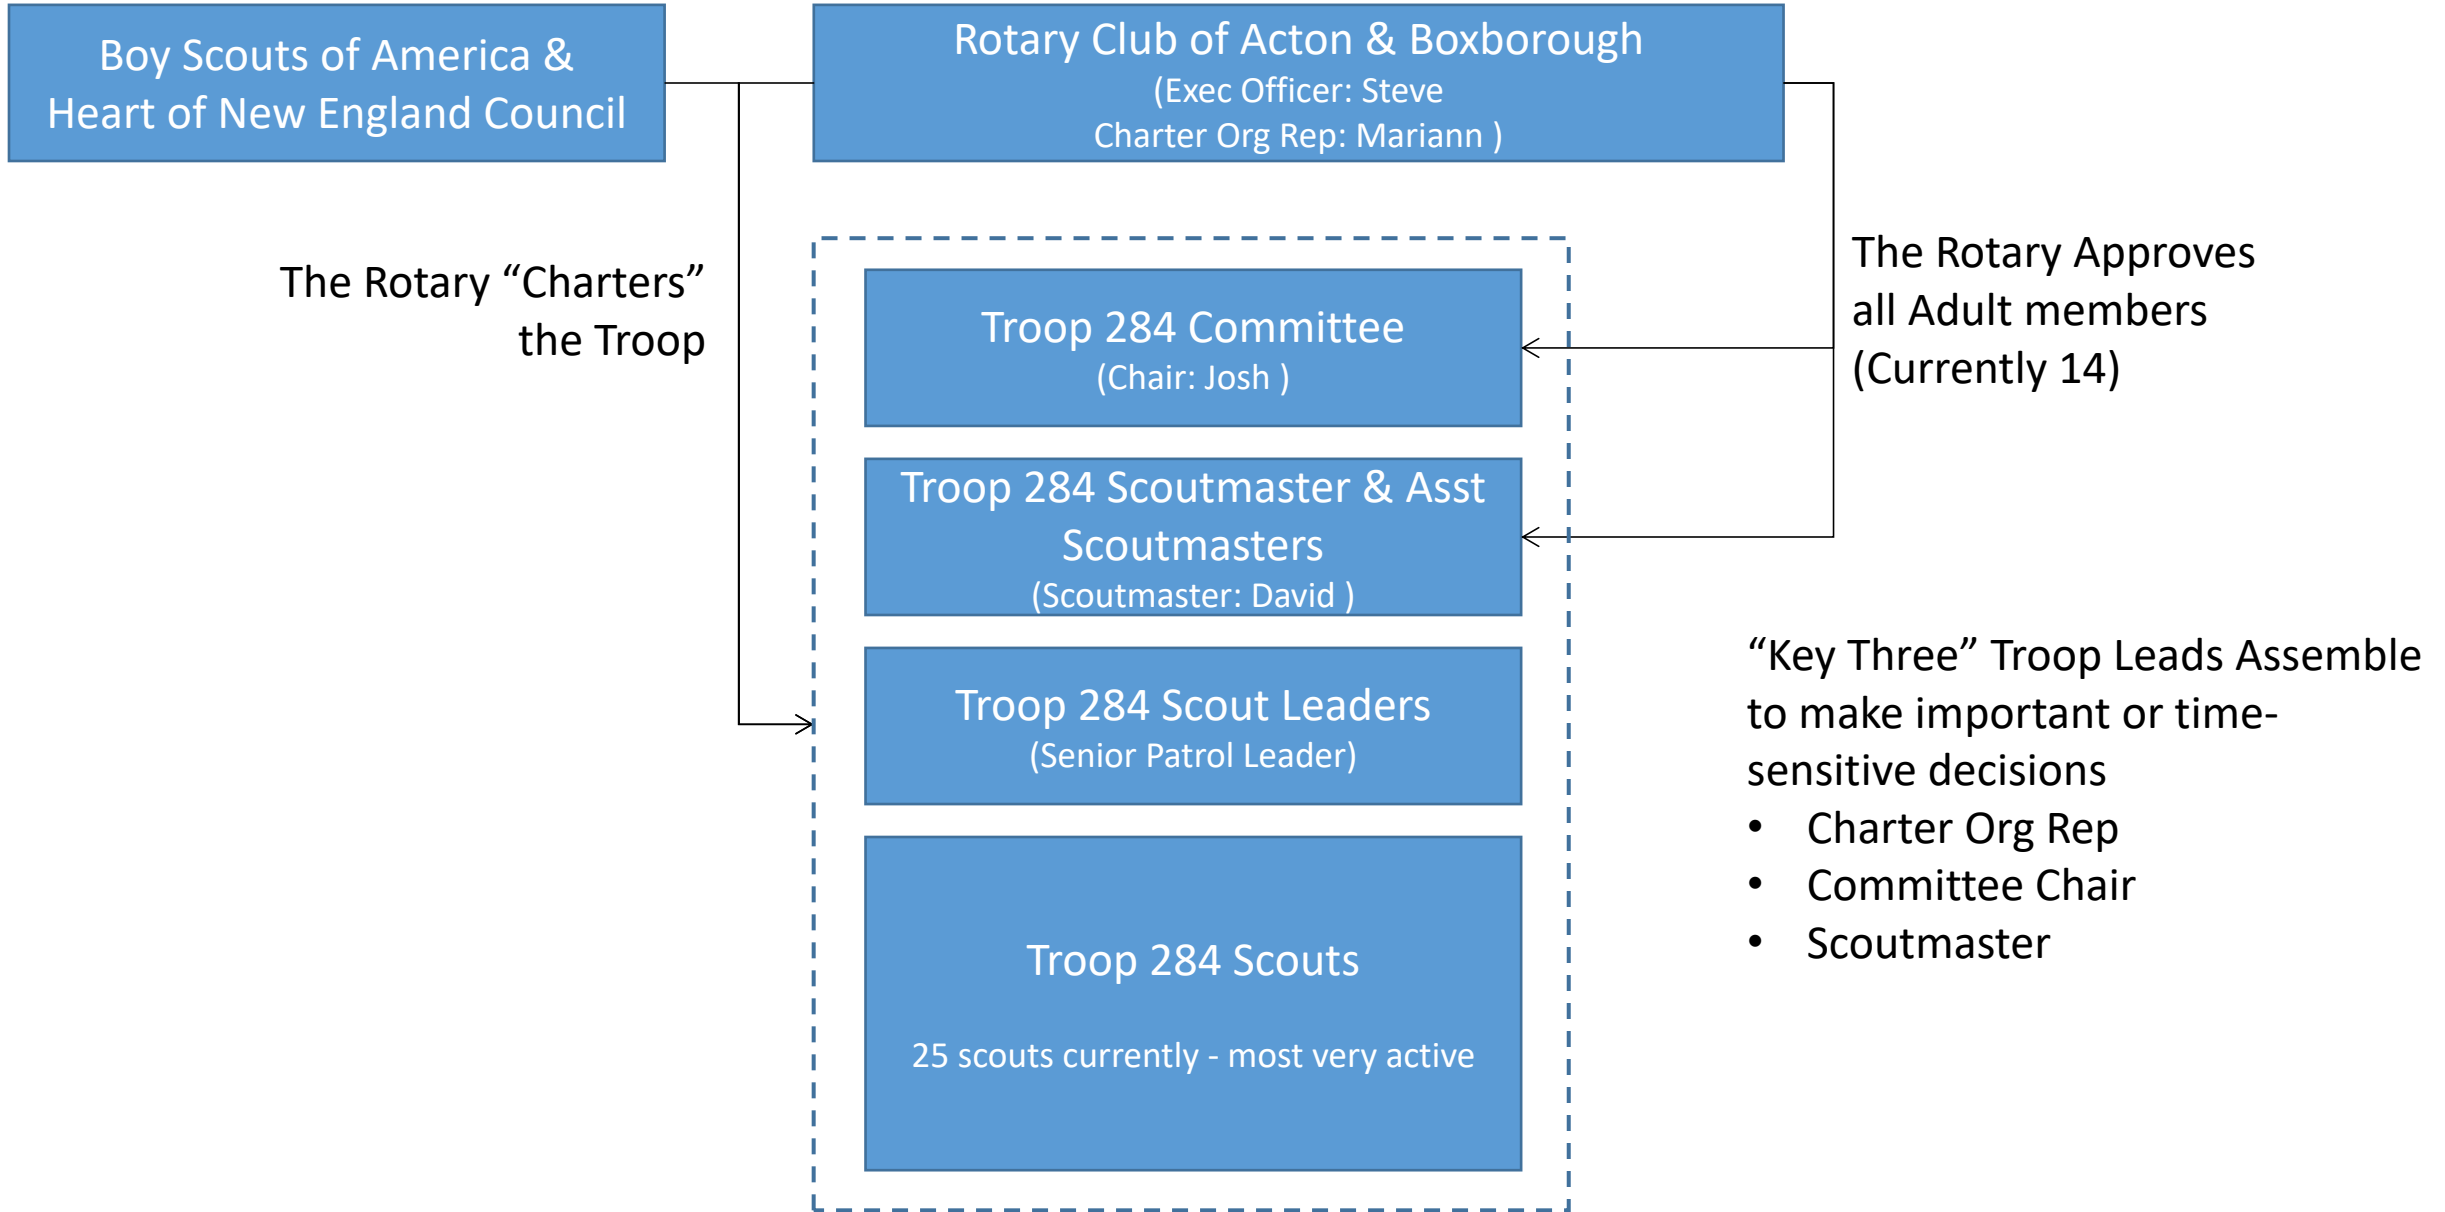 Boy Scouts of America &
Heart of New England Council
Rotary Club of Acton & Boxborough
(Exec Officer: Steve
Charter Org Rep: Mariann )
The Rotary “Charters”
the Troop
The Rotary Approves
all Adult members
(Currently 14)
Troop 284 Committee
(Chair: Josh )
Troop 284 Scoutmaster & Asst
Scoutmasters
(Scoutmaster: David )
Troop 284 Scout Leaders
(Senior Patrol Leader)
Troop 284 Scouts
25 scouts currently - most very active
“Key Three” Troop Leads Assemble
to make important or time-
sensitive decisions
• Charter Org Rep
• Committee Chair
• Scoutmaster